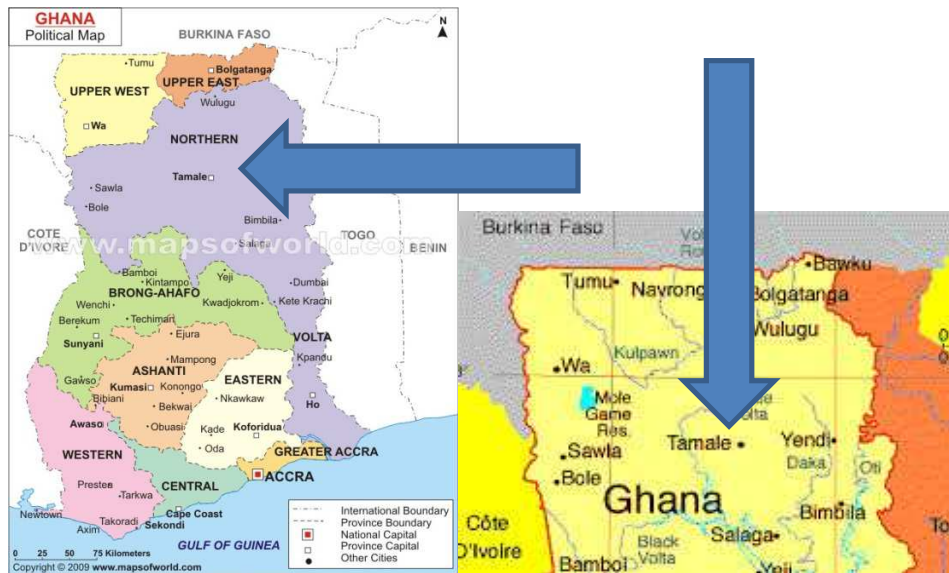 GHANA
Political Map
N
BURKINA FASO
Tumu
Bolgatanga
UPPER EAST
UPPER WEST
Wulugu
Wa
NORTHERN
Tamale
Sawla
Bole
Bimbila
COTE
D'IVORE
www.mapsofworld.com
Salaga
TOGO
BENIN
Bamboi
Kintampo
Yeji
Dumbai
BRONG-AHAFO
Wenchi
Kwadjokrom
Kete Krachi
Techimari
Berekum
Ejura
VOLTA
Sunyani
Mampong
Kpandu
ASHANTI
EASTERN
Gawso
Kumasi
Konongo
Bibiani
Nkawkaw
Ho
Bekwai
Awaso
Obuasi
Kade
Koforidua
Oda
WESTERN
GREATER ACCRA
CENTRAL
ACCRA
Prestea
Tarkwa
Cape Coast
Newtown
Takoradi
Sekondi
Axim
GULF OF GUINEA
0 25 50 75 Kilometers
Copyright © 2009 www.mapsofworld.com
International Boundary
Province Boundary
National Capital
Province Capital
Other Cities
Burkina Faso
Bawku
Tumu
Navrong
Bolgatanga
Wulugu
Kulpawn
Wa
Mole
Game
Res.
Tamale
Yendi
Sawla
Daka
Oti
Bole
Ghana
Bimbila
Côte
D'Ivoire
Black
Volta
Salaga
Bamboi
Yeji